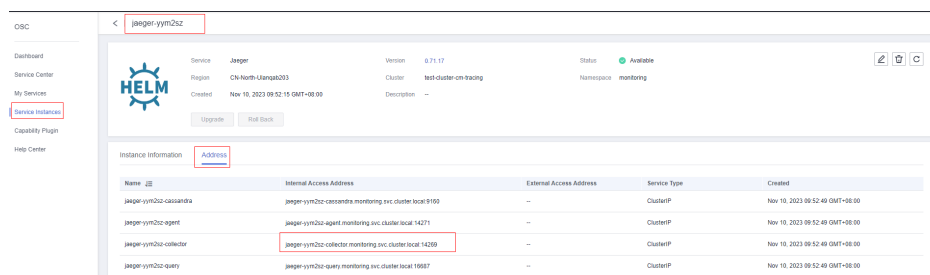 OSC
Dashboard
Service Center
My Services
Service Instances
Capability Plugin
Help Center
< jaeger-yym2sz
HELM
Service Jaeger Version 0.71.17 Status Available
Region CN-North-Ulanqab203 Cluster test-cluster-cm-tracing Namespace monitoring
Created Nov 10, 2023 09:52:15 GMT+08:00 Description --
Upgrade Roll Back
Instance Information Address
Name Internal Access Address External Access Address Service Type Created
jaeger-yym2sz-cassandra jaeger-yym2sz-cassandra.monitoring.svc.cluster.local:9160 -- ClusterIP Nov 10, 2023 09:52:49 GMT+08:00
jaeger-yym2sz-agent jaeger-yym2sz-agent.monitoring.svc.cluster.local:14271 -- ClusterIP Nov 10, 2023 09:52:49 GMT+08:00
jaeger-yym2sz-collector jaeger-yym2sz-collector.monitoring.svc.cluster.local:14269 -- ClusterIP Nov 10, 2023 09:52:49 GMT+08:00
jaeger-yym2sz-query jaeger-yym2sz-query.monitoring.svc.cluster.local:16687 -- ClusterIP Nov 10, 2023 09:52:49 GMT+08:00